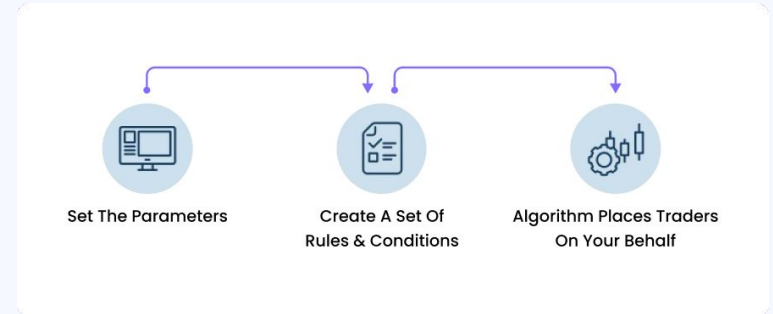 Set The Parameters
Create A Set Of
Rules & Conditions
Algorithm Places Traders
On Your Behalf